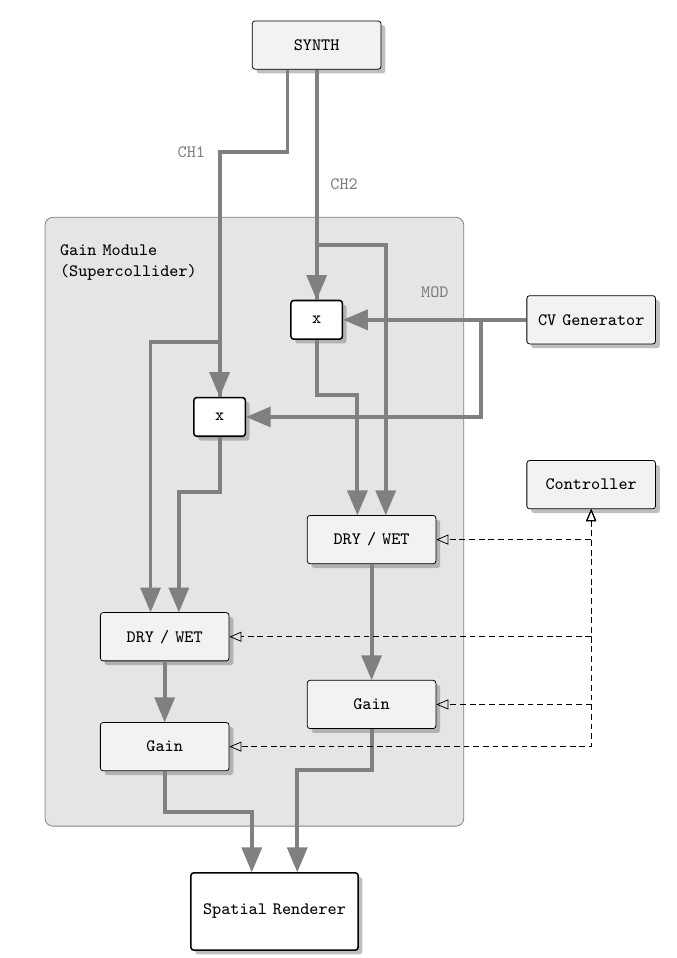 SYNTH
CH1
CH2
Gain Module
(Supercollider)
MOD
x
CV Generator
x
Controller
DRY / WET
DRY / WET
Gain
Gain
Spatial Renderer